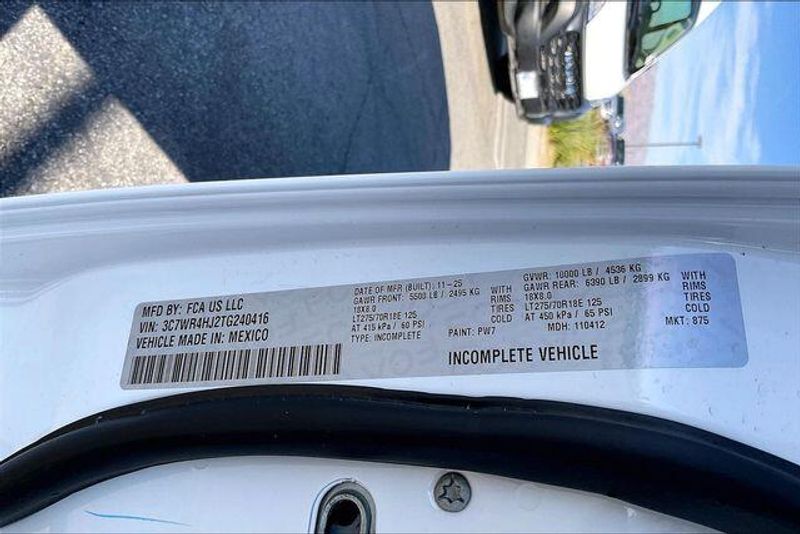 MFD BY: FCA US LLC
VIN: 3C7WR4HJ2TG240416
VEHICLE MADE IN: MEXICO
DATE OF MFR (BUILT): 11-25
GAWR FRONT: 5503 LB / 2495 KG WITH
18X8.0 RIMS
LT275/70R18E 125 TIRES
AT 415 kPa / 60 PSI COLD
TYPE: INCOMPLETE
PAINT: PW7
GVWR: 10000 LB / 4536 KG
GAWR REAR: 6390 LB / 2899 KG WITH
18X8.0 RIMS
LT275/70R18E 125 TIRES
AT 450 kPa / 65 PSI COLD
MDH: 110412
MKT: 875
INCOMPLETE VEHICLE